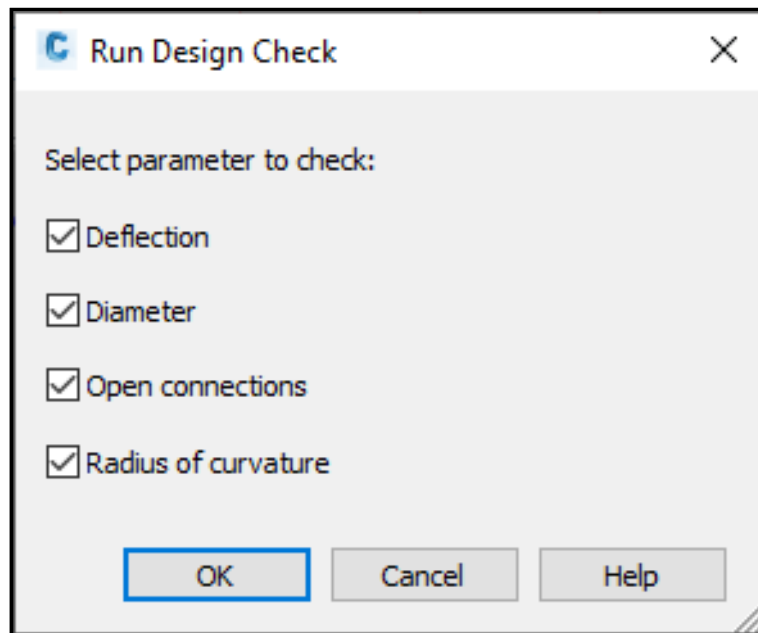 Run Design Check
Select parameter to check:
Deflection
Diameter
Open connections
Radius of curvature
OK Cancel Help